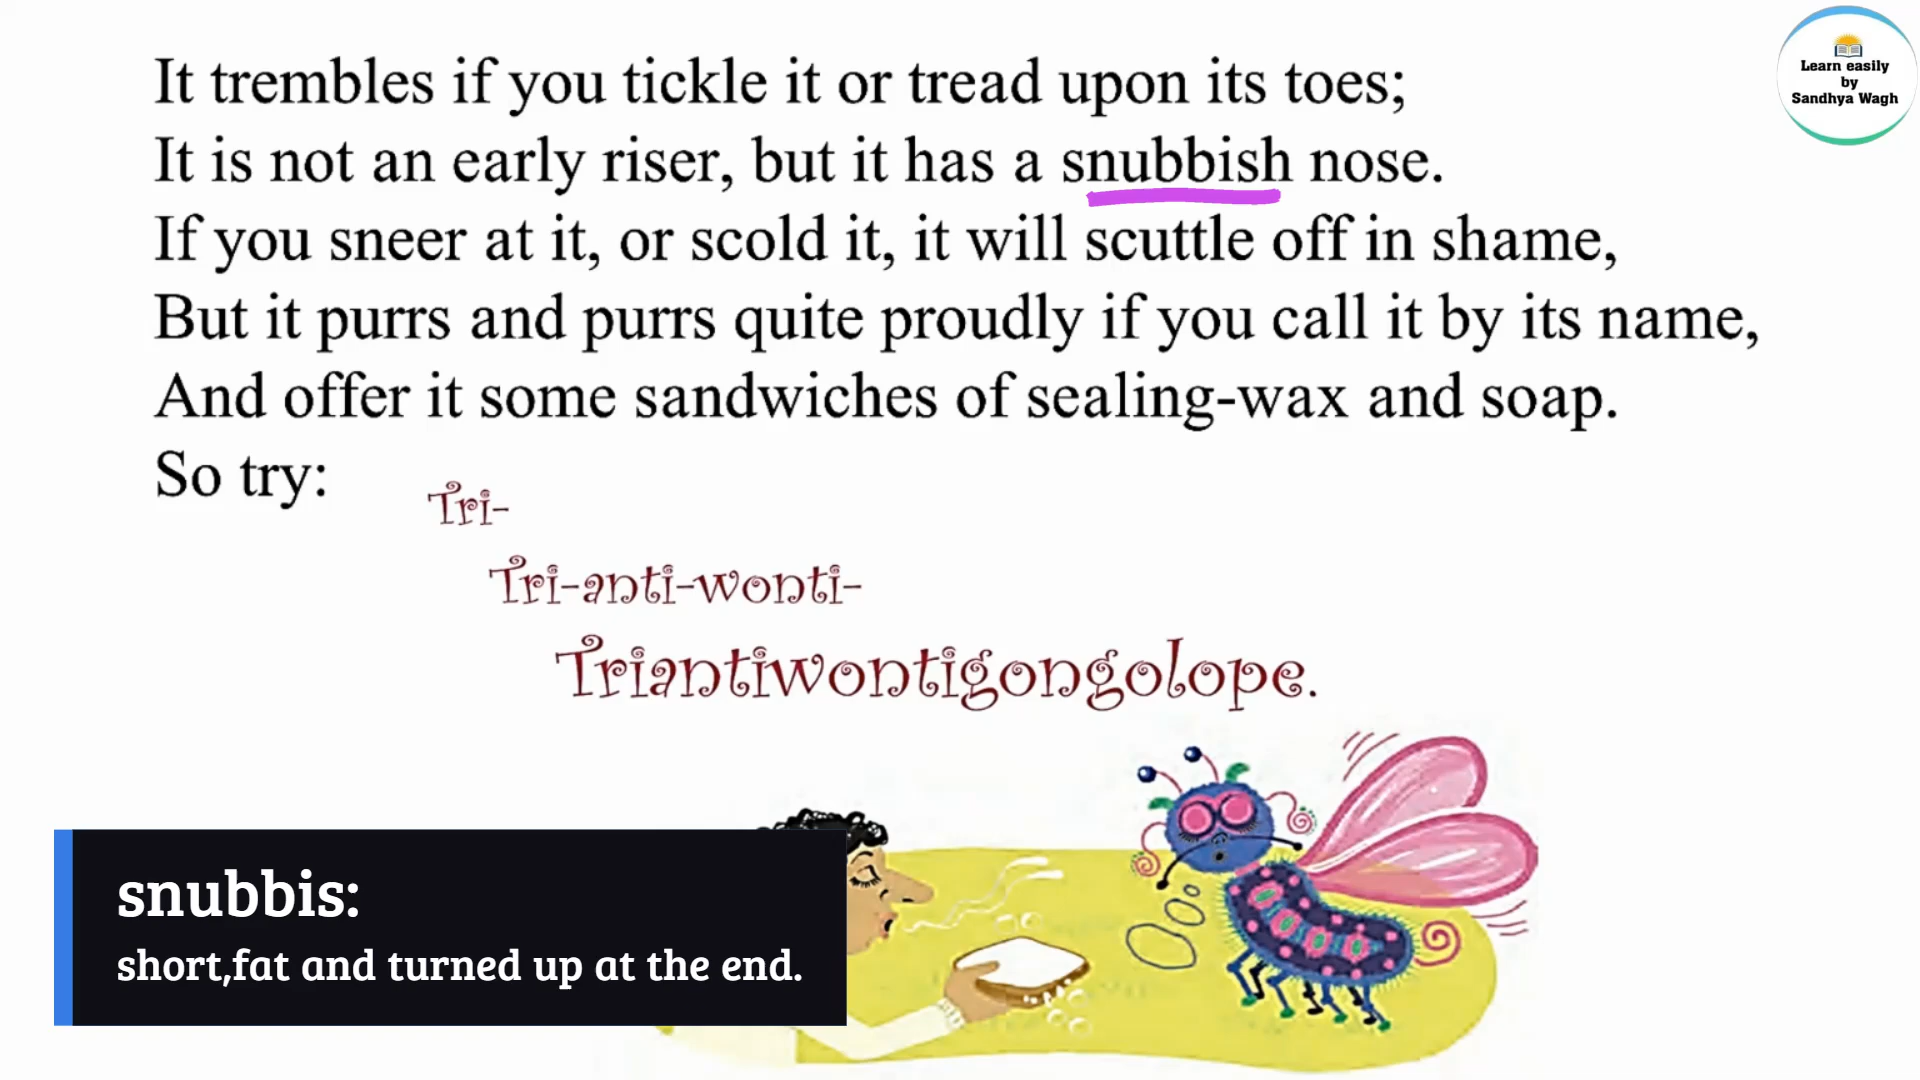 It trembles if you tickle it or tread upon its toes;
It is not an early riser, but it has a snubbish nose.
If you sneer at it, or scold it, it will scuttle off in shame,
But it purrs and purrs quite proudly if you call it by its name,
And offer it some sandwiches of sealing-wax and soap.
So try:
Tri-
Tri-anti-wonti-
Triantiwontigongolope.
snubbis:
short,fat and turned up at the end.
Learn easily
by
Sandhya Wagh